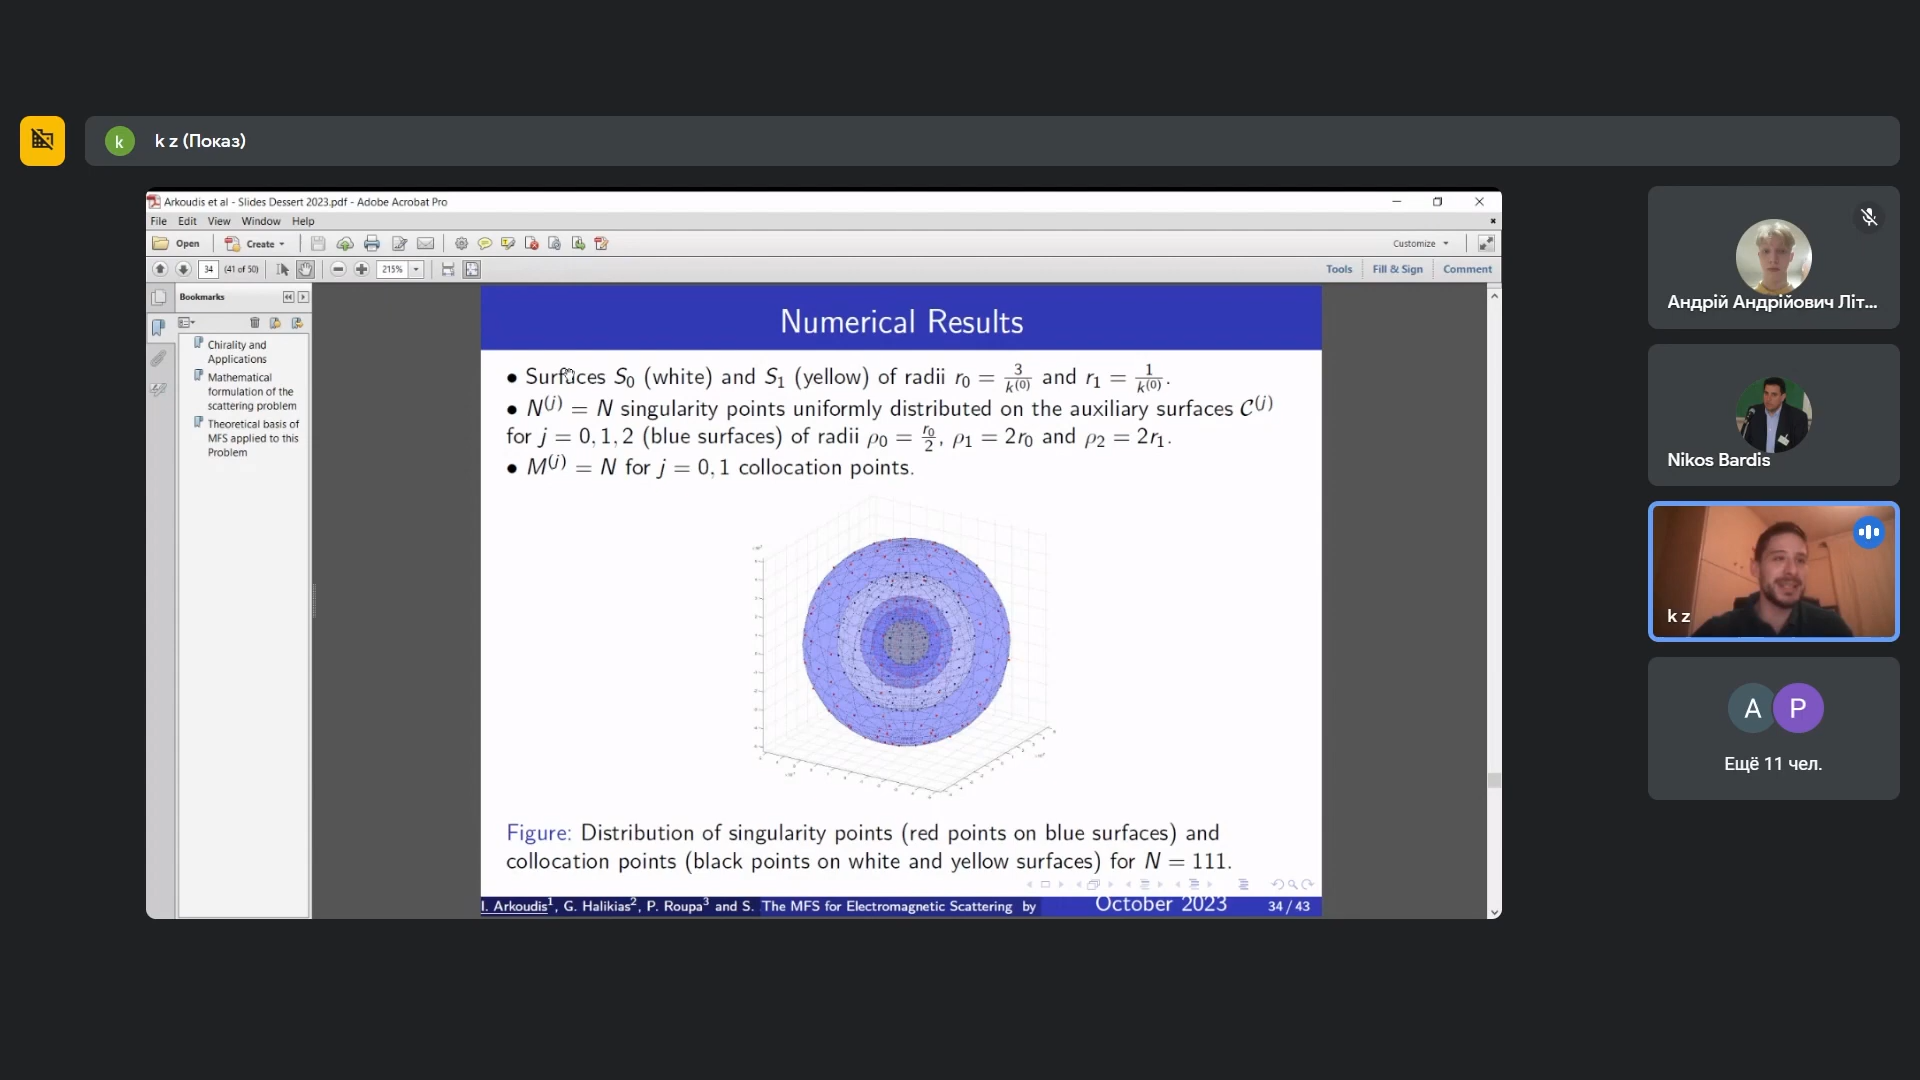 k
k z (Показ)
Arkoudis et al - Slides Dessert 2023.pdf - Adobe Acrobat Pro
File Edit View Window Help
Open Create Customize
34 (41 of 50) 215% Tools Fill & Sign Comment
Bookmarks
Chirality and
Applications
Mathematical
formulation of the
scattering problem
Theoretical basis of
MFS applied to this
Problem
Numerical Results
• Surfaces S₀ (white) and S₁ (yellow) of radii r₀ = 3/k⁽⁰⁾ and r₁ = 1/k⁽⁰⁾.
• N⁽ʲ⁾ = N singularity points uniformly distributed on the auxiliary surfaces 𝒞⁽ʲ⁾
for j = 0, 1, 2 (blue surfaces) of radii ρ₀ = r₀/2, ρ₁ = 2r₀ and ρ₂ = 2r₁.
• M⁽ʲ⁾ = N for j = 0, 1 collocation points.
Figure: Distribution of singularity points (red points on blue surfaces) and
collocation points (black points on white and yellow surfaces) for N = 111.
I. Arkoudis¹, G. Halikias², P. Roupa³ and S. The MFS for Electromagnetic Scattering by October 2023 34 / 43
Андрій Андрійович Літ...
Nikos Bardis
k z
A P
Ещё 11 чел.